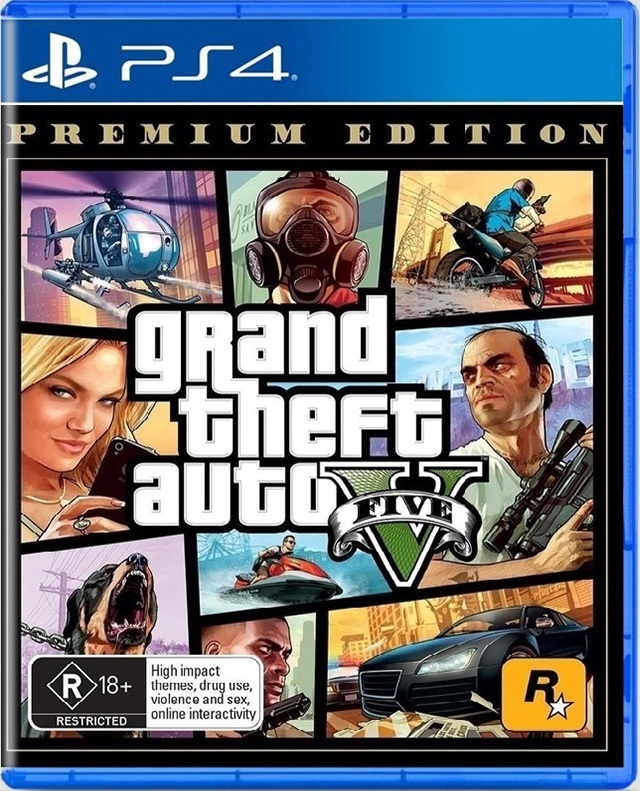 PS4
PREMIUM EDITION
grand
theft
auto V
FIVE
R 18+
RESTRICTED
High impact
themes, drug use,
violence and sex,
online interactivity
R